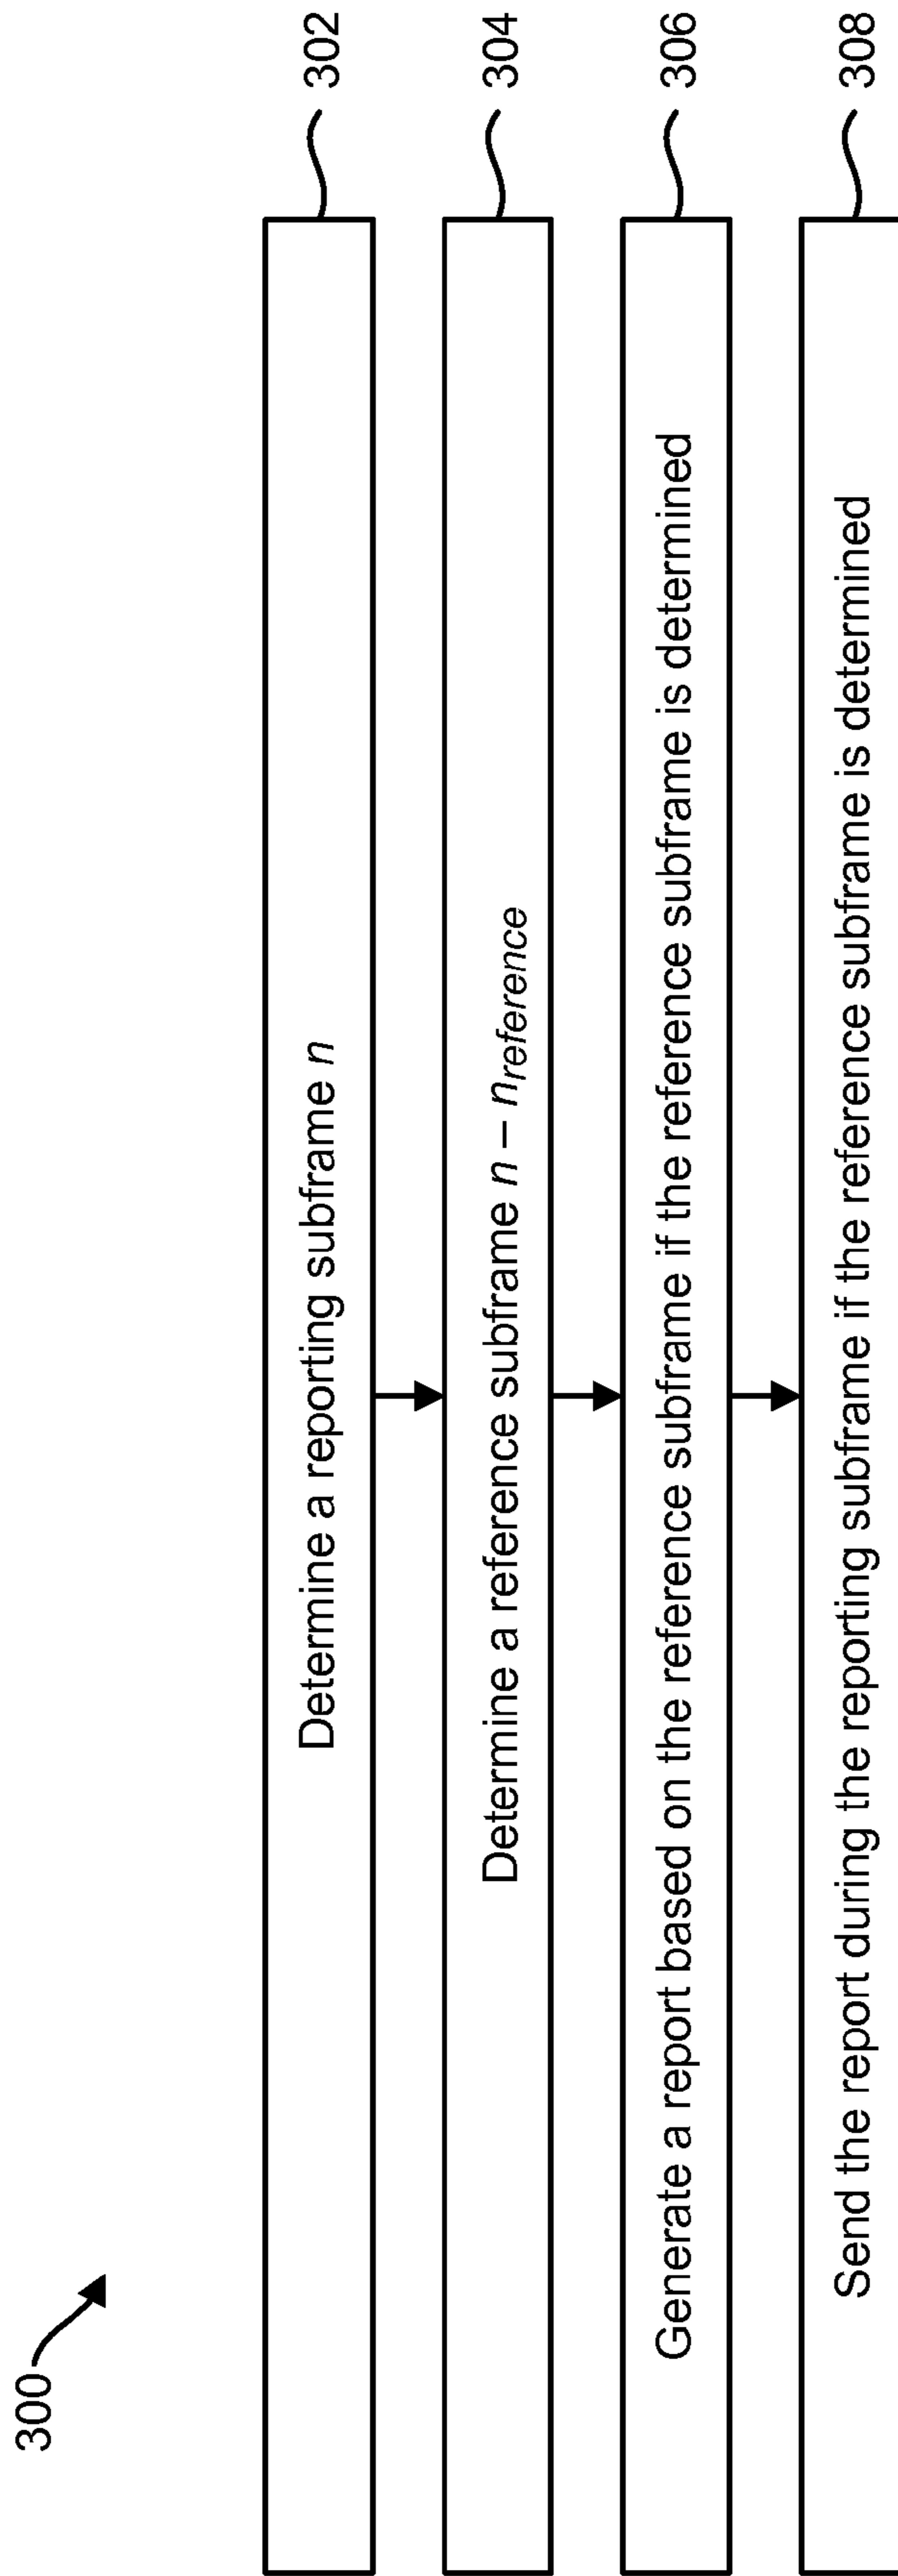 300
Determine a reporting subframe n
302
Determine a reference subframe n – nreference
304
Generate a report based on the reference subframe if the reference subframe is determined
306
Send the report during the reporting subframe if the reference subframe is determined
308